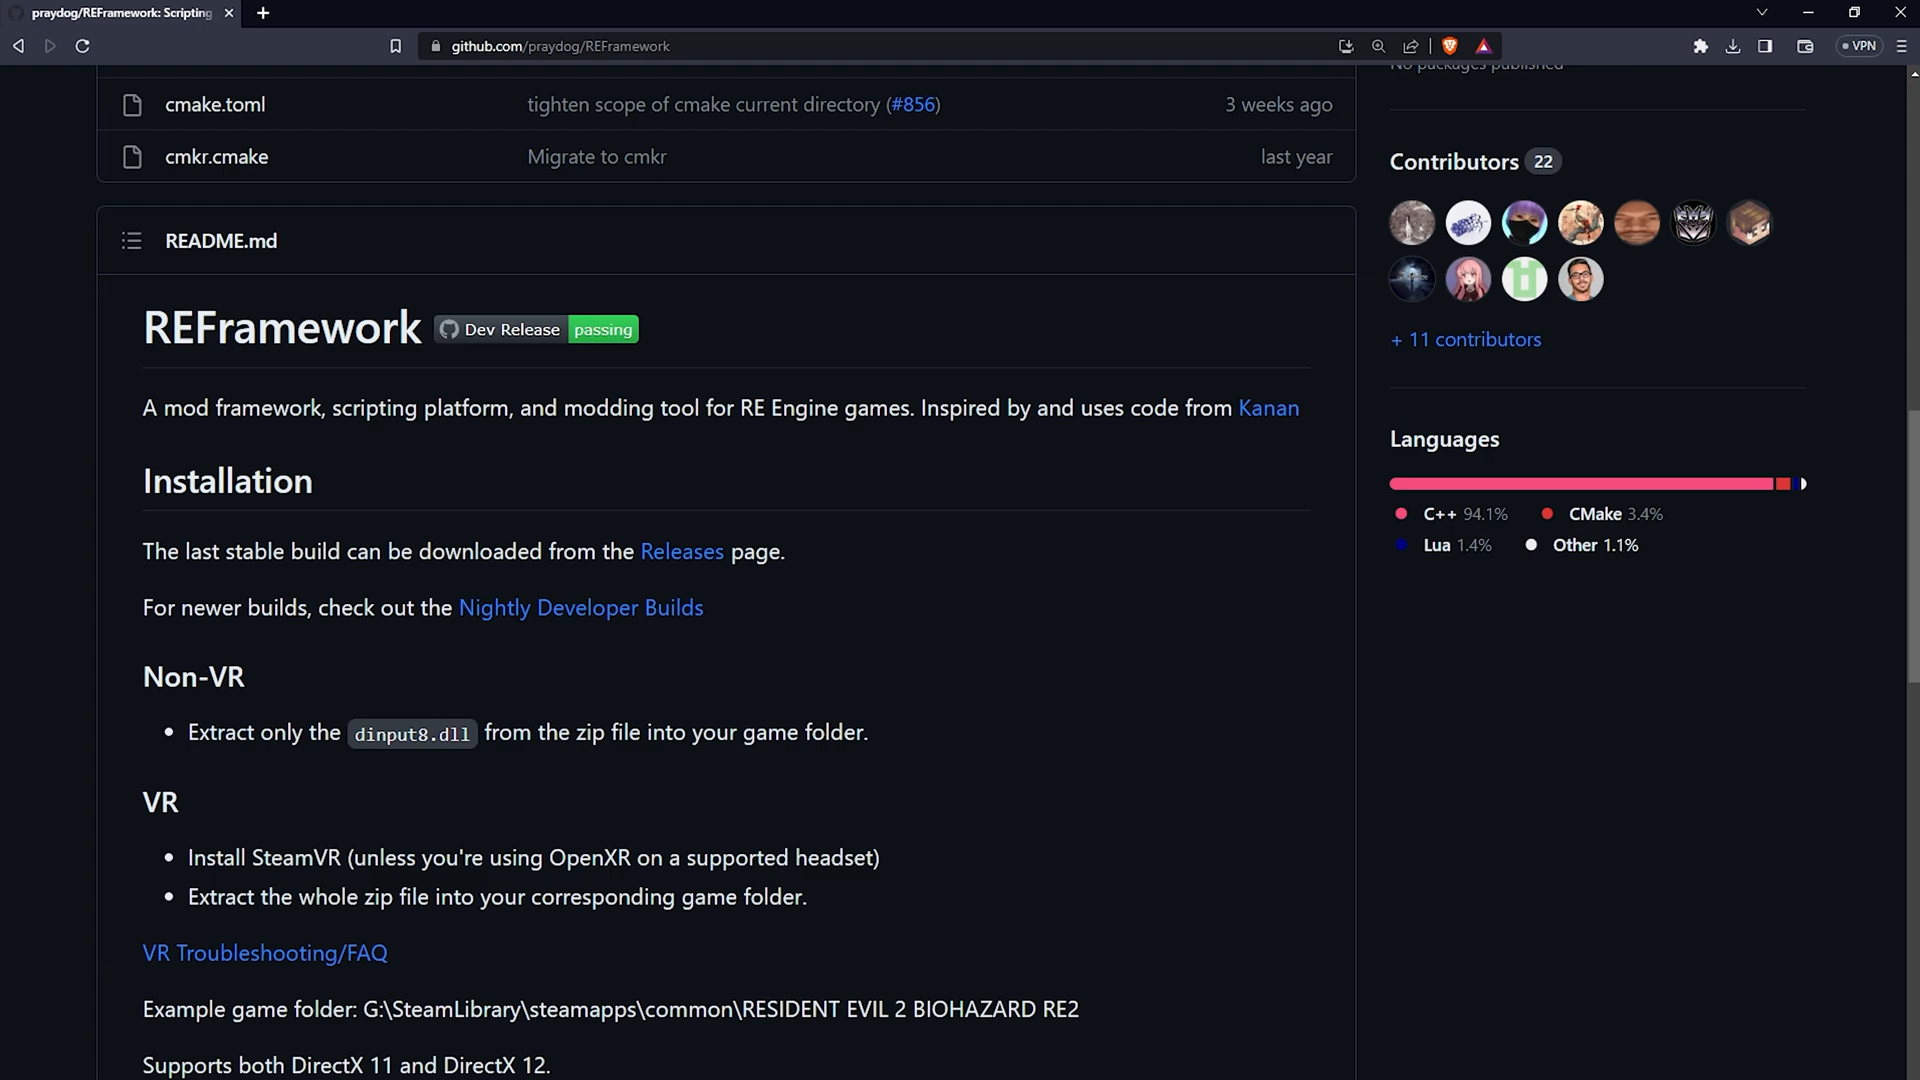 praydog/REFramework: Scripting
github.com/praydog/REFramework
VPN
No packages published
cmake.toml tighten scope of cmake current directory (#856) 3 weeks ago
cmkr.cmake Migrate to cmkr last year
Contributors 22
README.md
REFramework Dev Release passing
+ 11 contributors
A mod framework, scripting platform, and modding tool for RE Engine games. Inspired by and uses code from Kanan
Languages
Installation
C++ 94.1% CMake 3.4%
Lua 1.4% Other 1.1%
The last stable build can be downloaded from the Releases page.
For newer builds, check out the Nightly Developer Builds
Non-VR
• Extract only the dinput8.dll from the zip file into your game folder.
VR
• Install SteamVR (unless you're using OpenXR on a supported headset)
• Extract the whole zip file into your corresponding game folder.
VR Troubleshooting/FAQ
Example game folder: G:\SteamLibrary\steamapps\common\RESIDENT EVIL 2 BIOHAZARD RE2
Supports both DirectX 11 and DirectX 12.